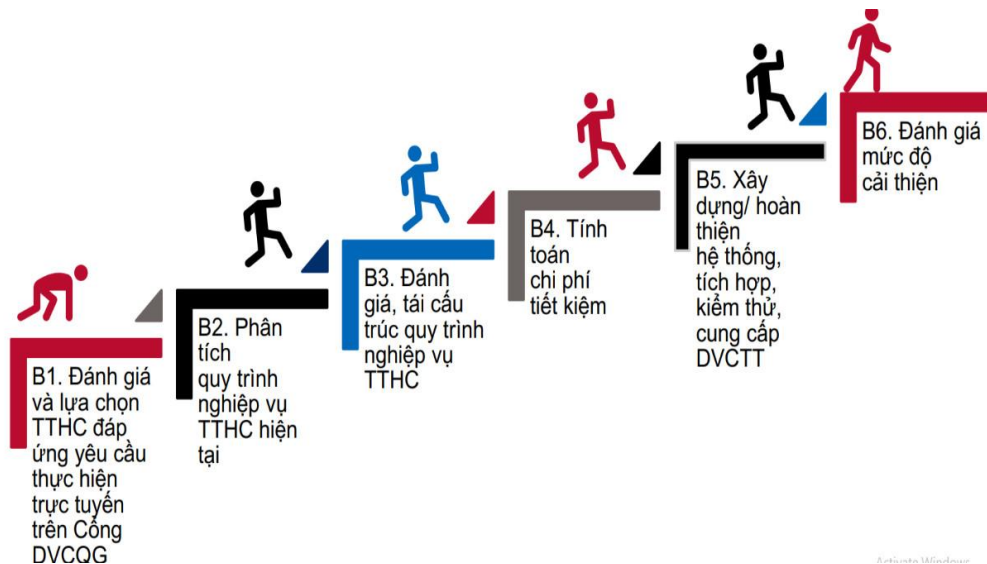 B1. Đánh giá
và lựa chọn
TTHC đáp
ứng yêu cầu
thực hiện
trực tuyến
trên Cổng
DVCQG
B2. Phân
tích
quy trình
nghiệp vụ
TTHC hiện
tại
B3. Đánh
giá, tái cấu
trúc quy trình
nghiệp vụ
TTHC
B4. Tính
toán
chi phí
tiết kiệm
B5. Xây
dựng/ hoàn
thiện
hệ thống,
tích hợp,
kiểm thử,
cung cấp
DVCTT
B6. Đánh giá
mức độ
cải thiện
Activate Windows